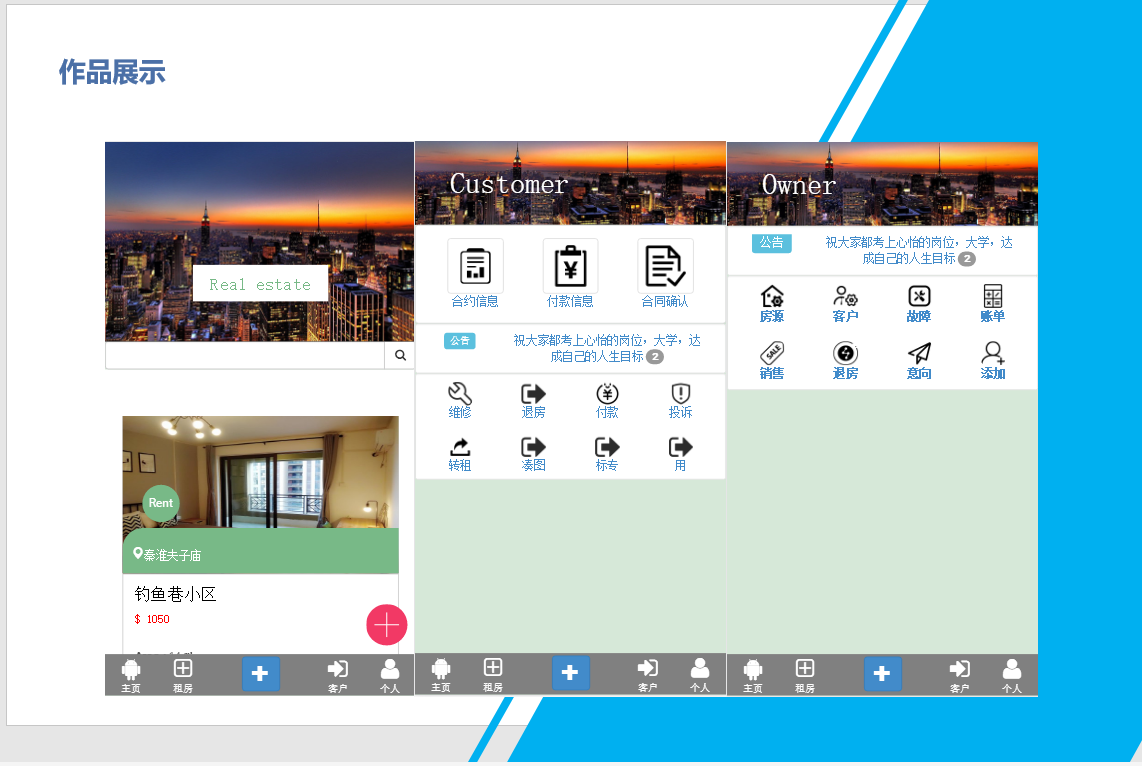 作品展示
Real estate
Rent
秦淮夫子庙
钓鱼巷小区
$ 1050
主页
租房
客户
个人
Customer
合约信息
付款信息
合同确认
公告
祝大家都考上心怡的岗位，大学，达
成自己的人生目标 2
维修
退房
付款
投诉
转租
凑图
标专
用
主页
租房
客户
个人
Owner
公告
祝大家都考上心怡的岗位，大学，达
成自己的人生目标 2
房源
客户
故障
账单
SALE
销售
退房
意向
添加
主页
租房
客户
个人